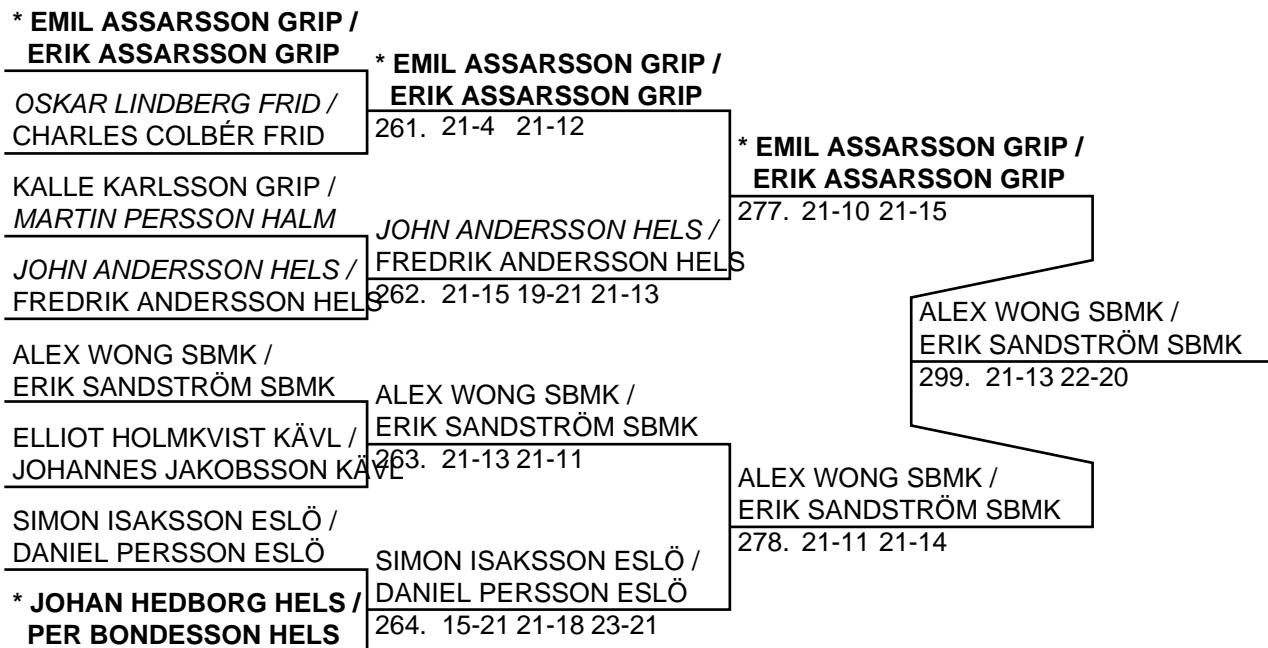 * EMIL ASSARSSON GRIP /
ERIK ASSARSSON GRIP
OSKAR LINDBERG FRID /
CHARLES COLBÉR FRID
KALLE KARLSSON GRIP /
MARTIN PERSSON HALM
JOHN ANDERSSON HELS /
FREDRIK ANDERSSON HELS
ALEX WONG SBMK /
ERIK SANDSTRÖM SBMK
ELLIOT HOLMKVIST KÄVL /
JOHANNES JAKOBSSON KÄVL
SIMON ISAKSSON ESLÖ /
DANIEL PERSSON ESLÖ
* JOHAN HEDBORG HELS /
PER BONDESSON HELS
* EMIL ASSARSSON GRIP /
ERIK ASSARSSON GRIP
261. 21-4 21-12
JOHN ANDERSSON HELS /
FREDRIK ANDERSSON HELS
262. 21-15 19-21 21-13
ALEX WONG SBMK /
ERIK SANDSTRÖM SBMK
263. 21-13 21-11
SIMON ISAKSSON ESLÖ /
DANIEL PERSSON ESLÖ
264. 15-21 21-18 23-21
* EMIL ASSARSSON GRIP /
ERIK ASSARSSON GRIP
277. 21-10 21-15
ALEX WONG SBMK /
ERIK SANDSTRÖM SBMK
278. 21-11 21-14
ALEX WONG SBMK /
ERIK SANDSTRÖM SBMK
299. 21-13 22-20